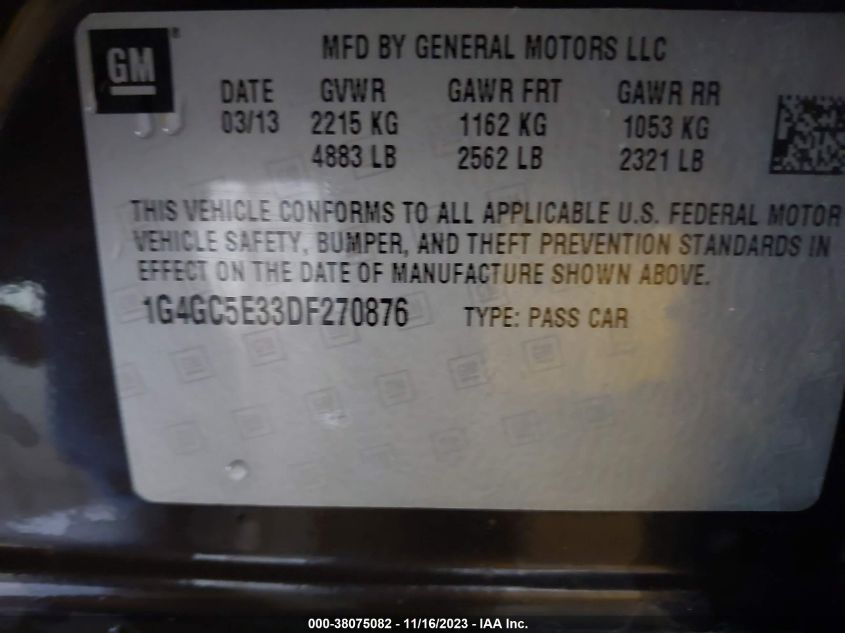 GM®
MFD BY GENERAL MOTORS LLC
DATE GVWR GAWR FRT GAWR RR
03/13 2215 KG 1162 KG 1053 KG
4883 LB 2562 LB 2321 LB
THIS VEHICLE CONFORMS TO ALL APPLICABLE U.S. FEDERAL MOTOR
VEHICLE SAFETY, BUMPER, AND THEFT PREVENTION STANDARDS IN
EFFECT ON THE DATE OF MANUFACTURE SHOWN ABOVE.
1G4GC5E33DF270876 TYPE: PASS CAR
000-38075082 - 11/16/2023 - IAA Inc.